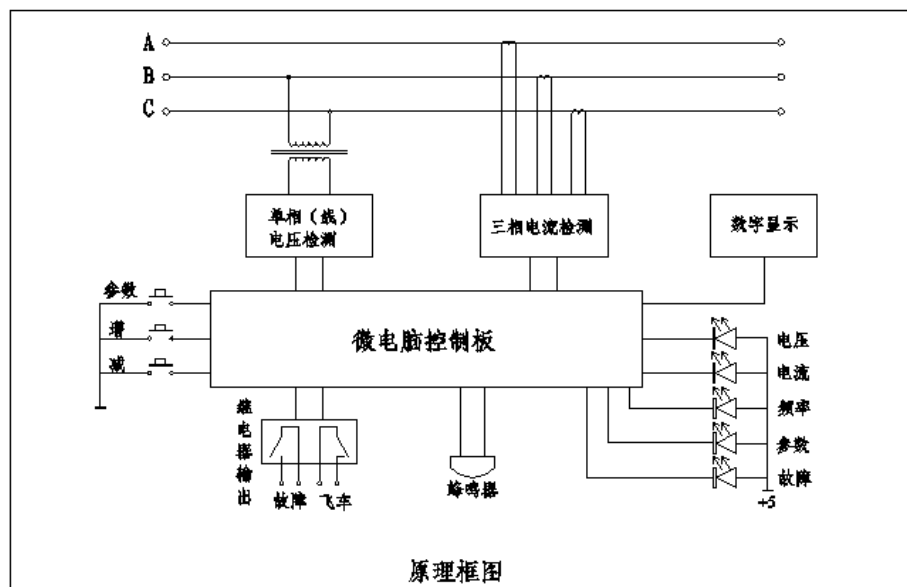 A
B
C
单相（线）
电压检测
三相电流检测
数字显示
参数
增
减
微电脑控制板
电压
电流
频率
参数
故障
+5
继电器输出
故障
飞车
蜂鸣器
原理框图